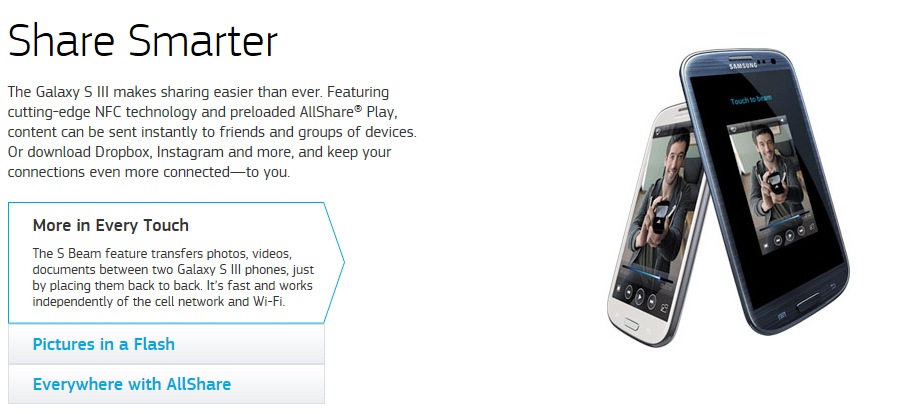 Share Smarter
The Galaxy S III makes sharing easier than ever. Featuring
cutting-edge NFC technology and preloaded AllShare® Play,
content can be sent instantly to friends and groups of devices.
Or download Dropbox, Instagram and more, and keep your
connections even more connected—to you.
More in Every Touch
The S Beam feature transfers photos, videos,
documents between two Galaxy S III phones, just
by placing them back to back. It's fast and works
independently of the cell network and Wi-Fi.
Pictures in a Flash
Everywhere with AllShare
SAMSUNG
Touch to beam